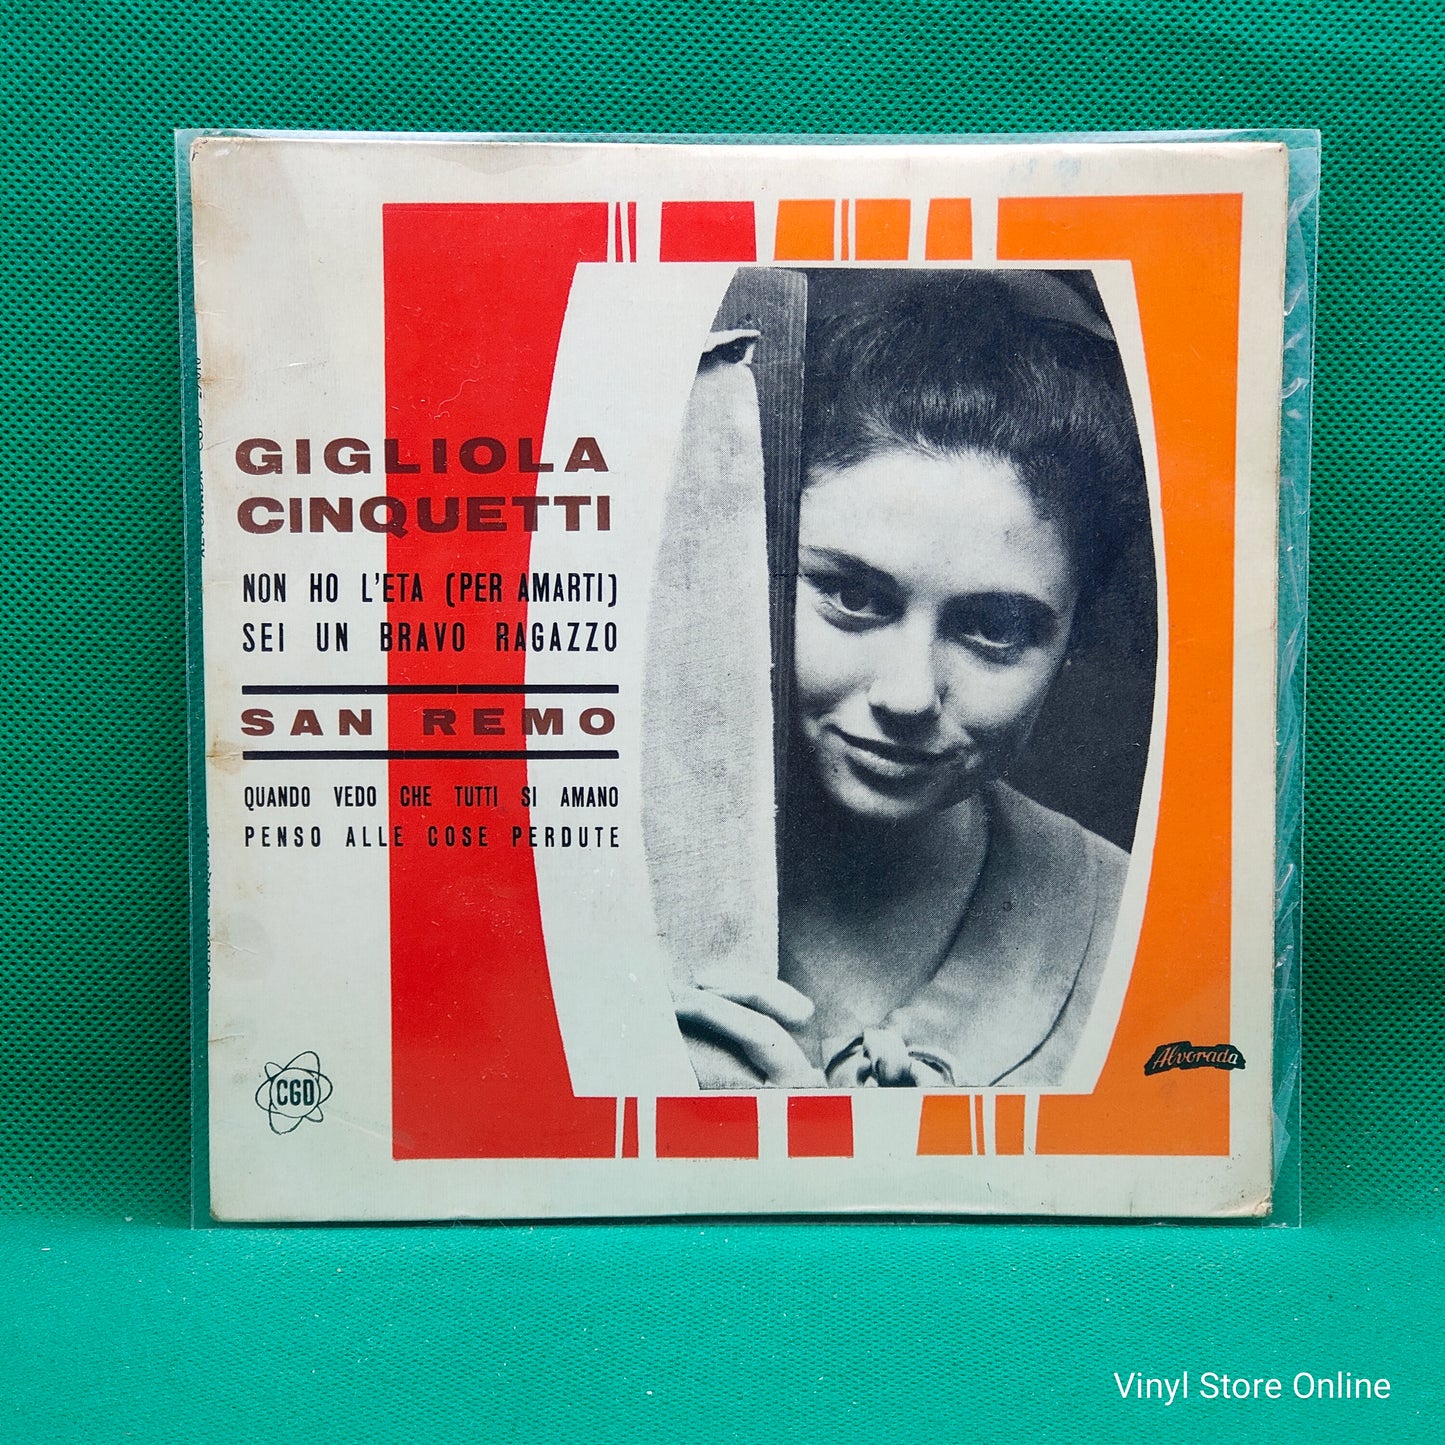 GIGLIOLA
CINQUETTI
NON HO L'ETA (PER AMARTI)
SEI UN BRAVO RAGAZZO
SAN REMO
QUANDO VEDO CHE TUTTI SI AMANO
PENSO ALLE COSE PERDUTE
CGD
Alvorada
Vinyl Store Online